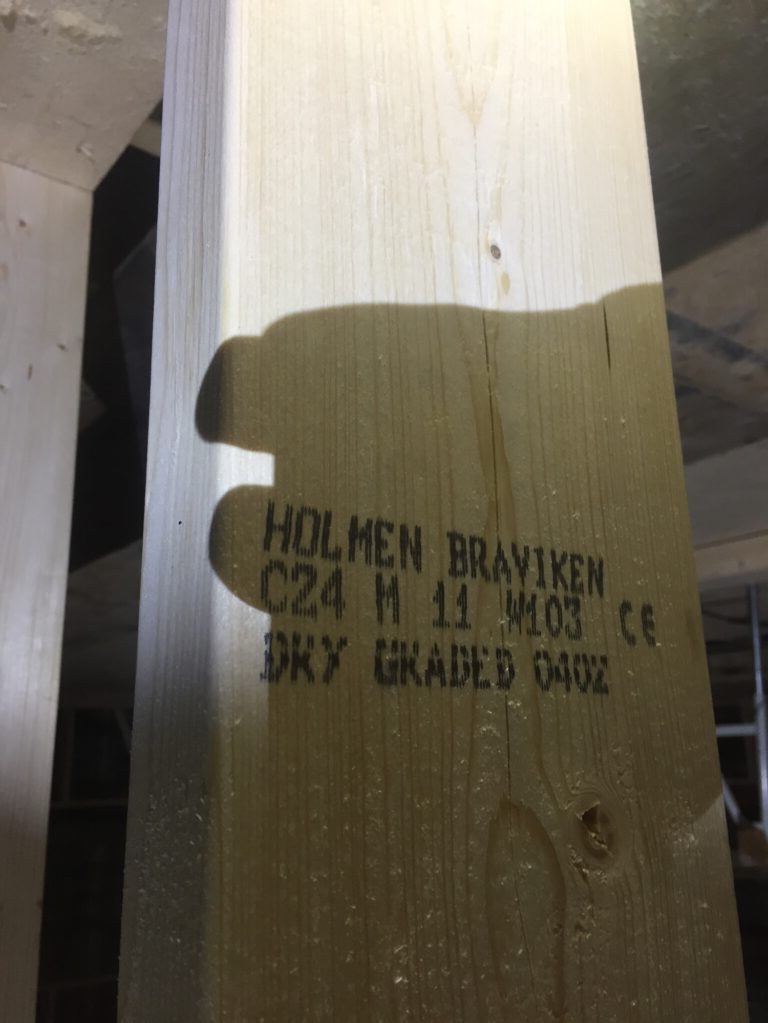 HOLMEN BRAVIKEN
C24 M 11 W103 CE
DRY GRADED 0402